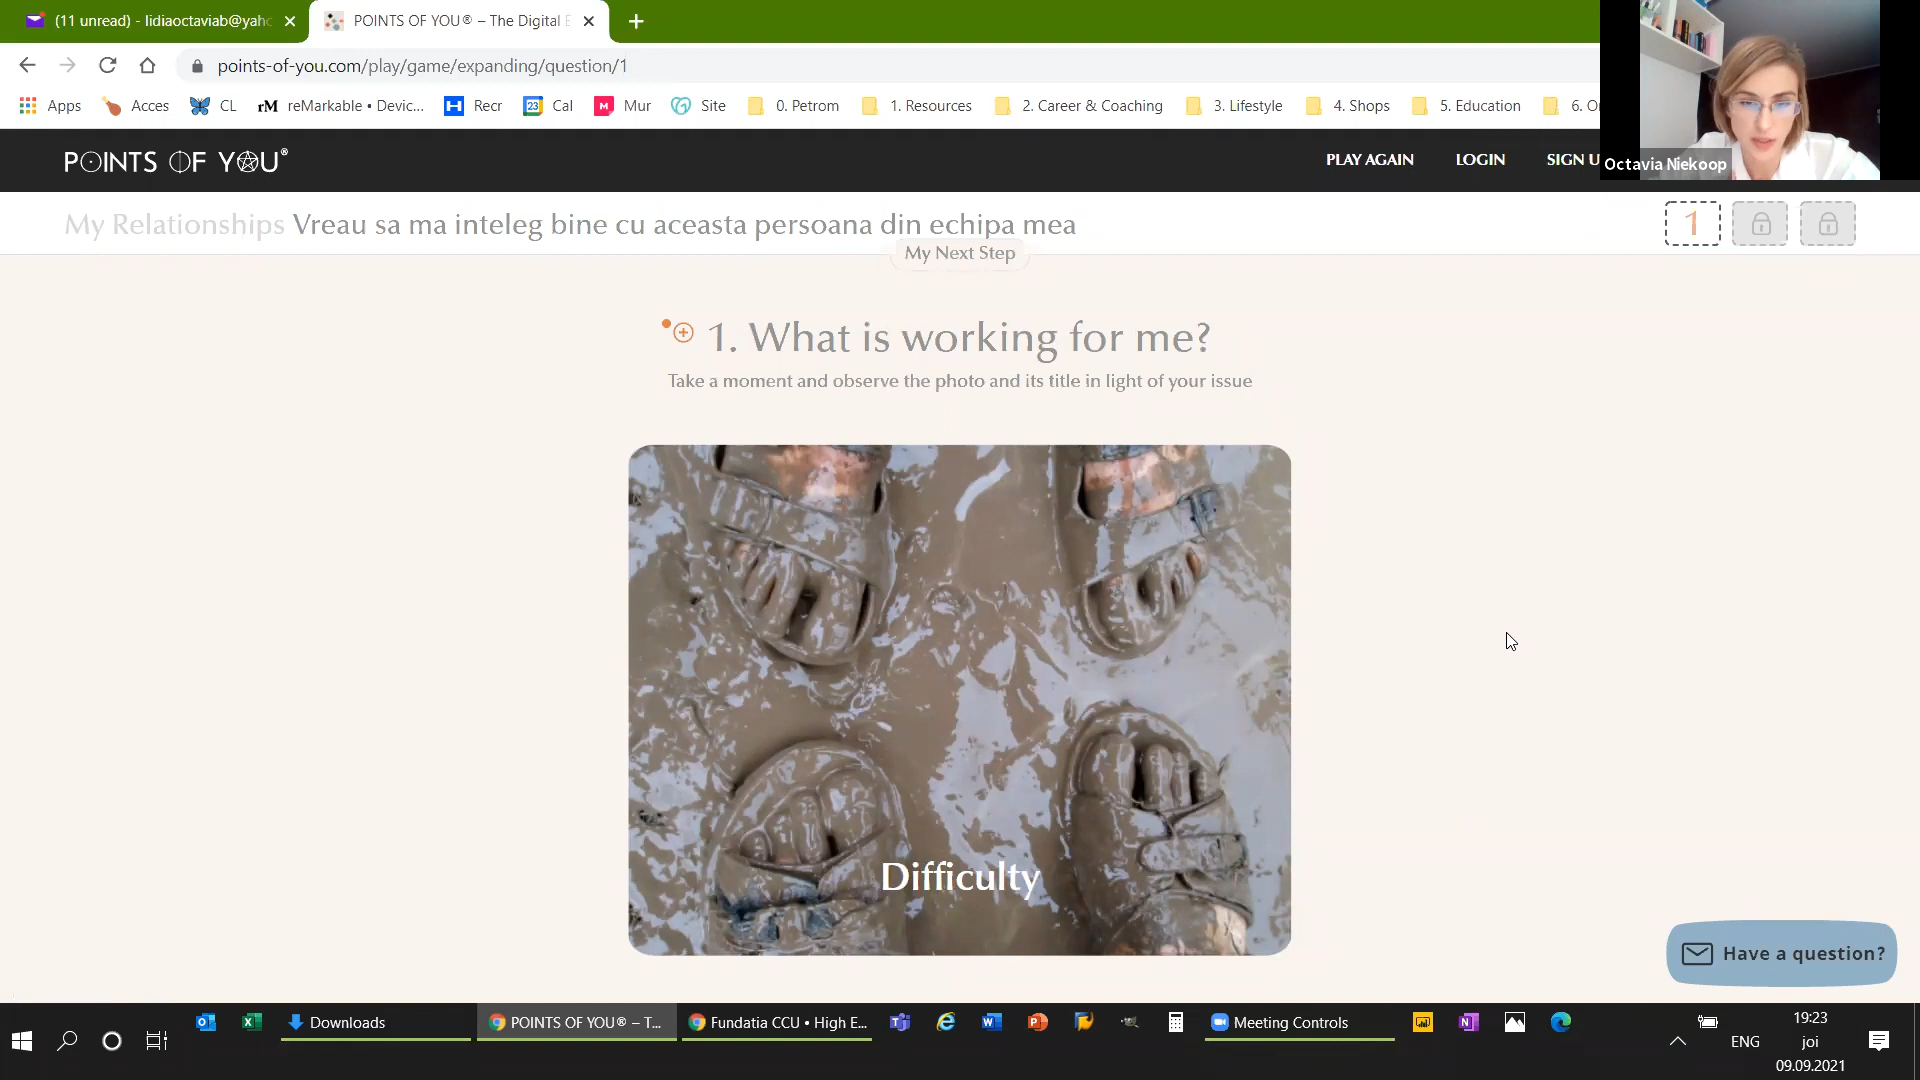 (11 unread) - lidiaoctaviab@yaho
POINTS OF YOU® – The Digital E
points-of-you.com/play/game/expanding/question/1
Apps Acces CL rM reMarkable • Devic... H Recr 23 Cal M Mur Site 0. Petrom 1. Resources 2. Career & Coaching 3. Lifestyle 4. Shops 5. Education 6. O
POINTS OF YOU®
PLAY AGAIN LOGIN SIGN U
Octavia Niekoop
My Relationships Vreau sa ma inteleg bine cu aceasta persoana din echipa mea
1
My Next Step
1. What is working for me?
Take a moment and observe the photo and its title in light of your issue
Difficulty
Have a question?
Downloads
POINTS OF YOU® – T...
Fundatia CCU • High E...
Meeting Controls
ENG
19:23
joi
09.09.2021